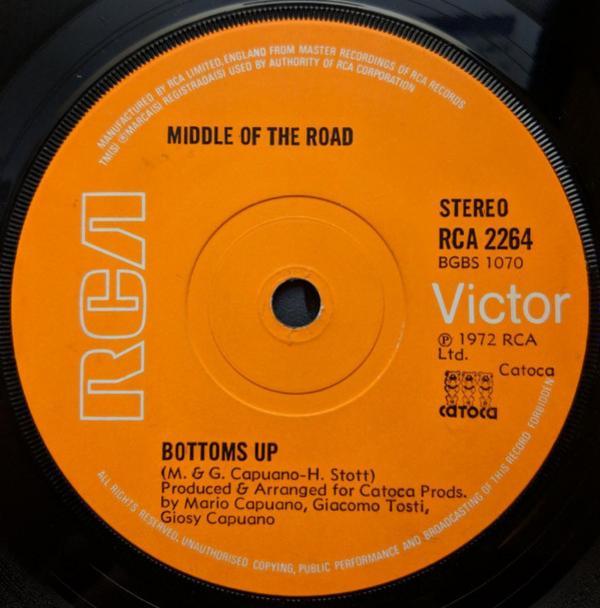 MANUFACTURED BY RCA LIMITED, ENGLAND FROM MASTER RECORDINGS OF RCA RECORDS
TM(S) ® MARCA(S) REGISTRADA(S) USED BY AUTHORITY OF RCA CORPORATION
MIDDLE OF THE ROAD
RCA
STEREO
RCA 2264
BGBS 1070
Victor
℗ 1972 RCA
Ltd.
Catoca
CATOCA
BOTTOMS UP
(M. & G. Capuano-H. Stott)
Produced & Arranged for Catoca Prods.
by Mario Capuano, Giacomo Tosti,
Giosy Capuano
ALL RIGHTS RESERVED, UNAUTHORISED COPYING, PUBLIC PERFORMANCE AND BROADCASTING OF THIS RECORD FORBIDDEN